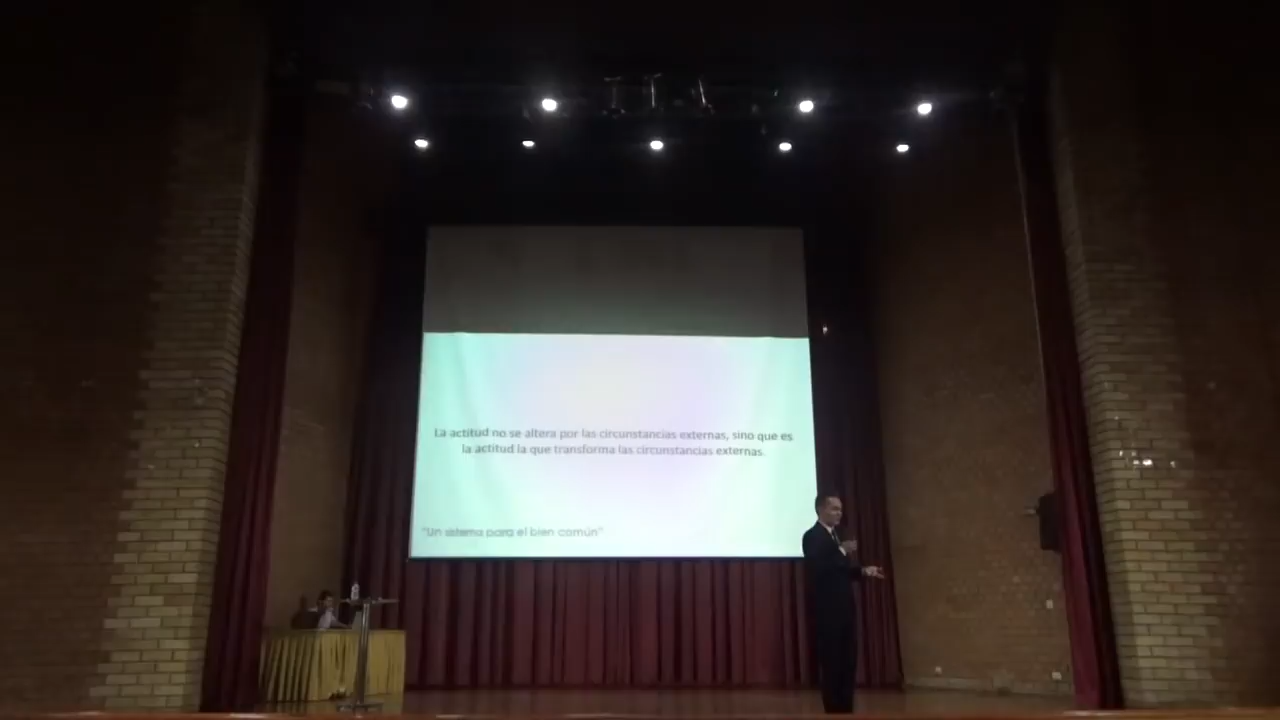 La actitud no se altera por las circunstancias externas, sino que es
la actitud la que transforma las circunstancias externas.
"Un sistema para el bien común"